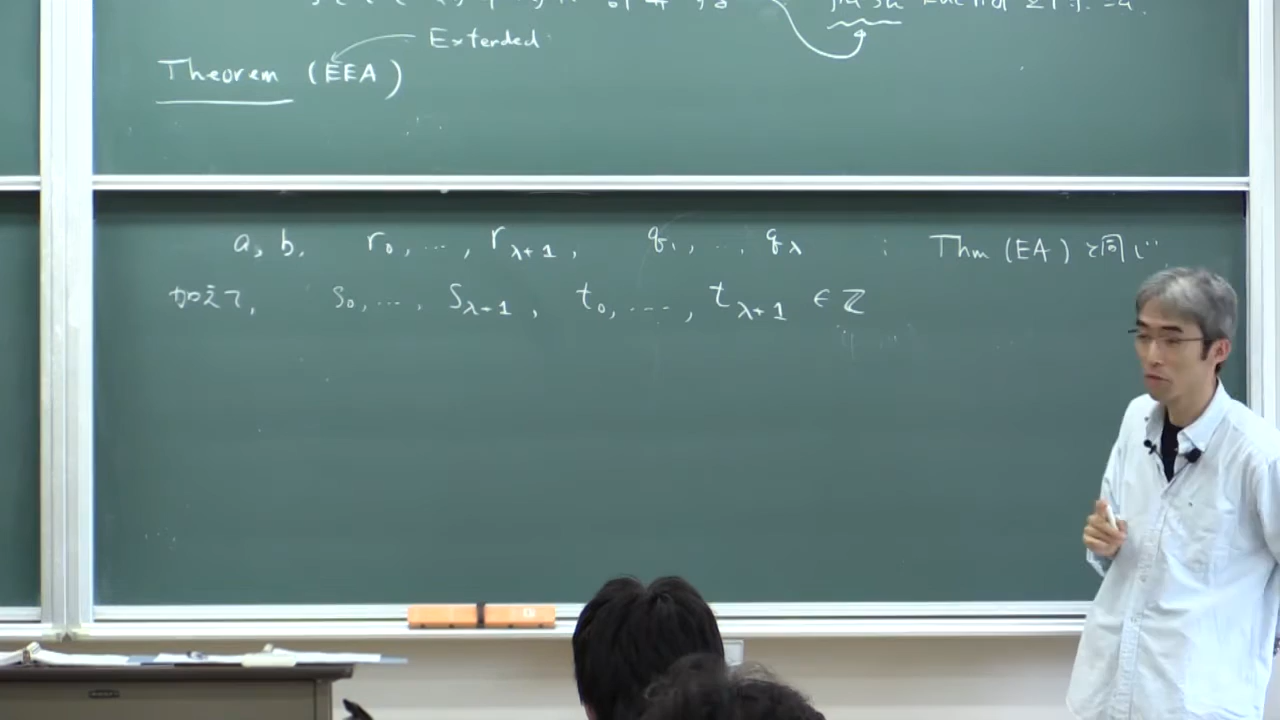 Extended
Theorem (EEA)
a, b, r₀, …, r_{λ+1}, q₁, …, q_λ ; Thm (EA) と同じ
加えて, s₀, …, s_{λ+1}, t₀, …, t_{λ+1} ∈ ℤ